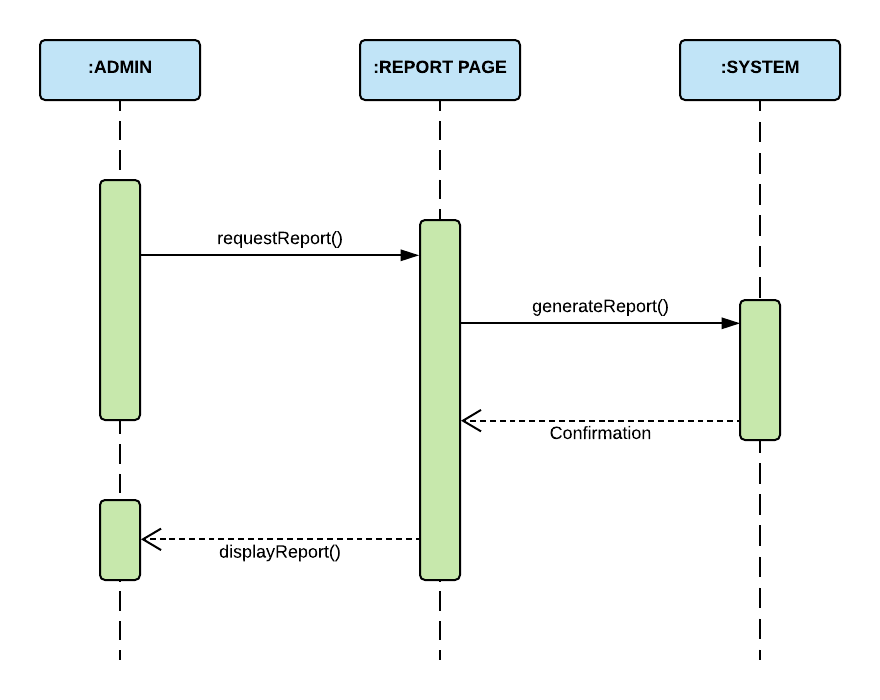 :ADMIN
:REPORT PAGE
:SYSTEM
requestReport()
generateReport()
Confirmation
displayReport()